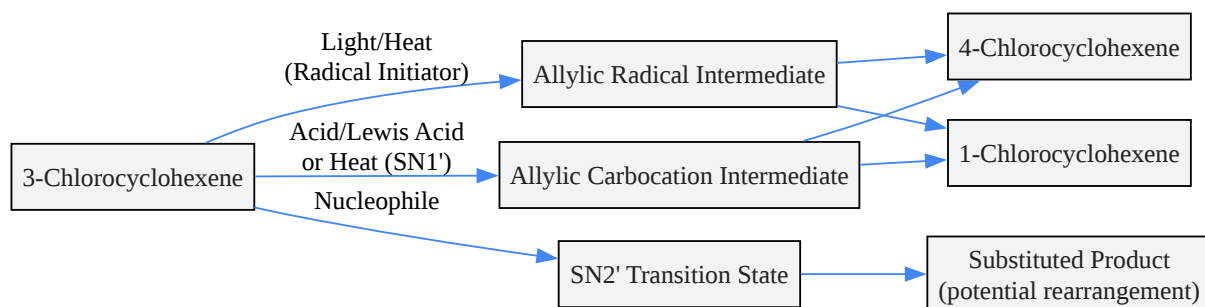 Light/Heat
(Radical Initiator)
Allylic Radical Intermediate
4-Chlorocyclohexene
3-Chlorocyclohexene
Acid/Lewis Acid
or Heat (SN1')
Allylic Carbocation Intermediate
1-Chlorocyclohexene
Nucleophile
SN2' Transition State
Substituted Product
(potential rearrangement)